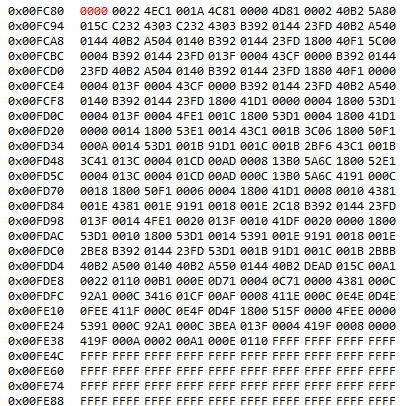 0x00FC80 0000 0022 4EC1 001A 4C81 0000 4D81 0002 40B2 5A80
0x00FC94 015C C232 4303 C232 4303 B392 0144 23FD 40B2 A540
0x00FCA8 0144 40B2 A504 0140 B392 0144 23FD 1800 40F1 5C00
0x00FCBC 0004 B392 0144 23FD 013F 0004 43CF 0000 B392 0144
0x00FCD0 23FD 40B2 A504 0140 B392 0144 23FD 1880 40F1 0000
0x00FCE4 0004 013F 0004 43CF 0000 B392 0144 23FD 40B2 A540
0x00FCF8 0140 B392 0144 23FD 1800 41D1 0000 0004 1800 53D1
0x00FD0C 0004 013F 0004 4FE1 001C 1800 53D1 0004 1800 41D1
0x00FD20 0000 0014 1800 53E1 0014 43C1 001B 3C06 1800 50F1
0x00FD34 000A 0014 53D1 001B 91D1 001C 001B 2BF6 43C1 001B
0x00FD48 3C41 013C 0004 01CD 00AD 0008 13B0 5A6C 1800 52E1
0x00FD5C 0004 013C 0004 01CD 00AD 000C 13B0 5A6C 4191 000C
0x00FD70 0018 1800 50F1 0006 0004 1800 41D1 0008 0010 4381
0x00FD84 001E 4381 001E 9191 0018 001E 2C18 B392 0144 23FD
0x00FD98 013F 0014 4FE1 0020 013F 0010 41DF 0020 0000 1800
0x00FDAC 53D1 0010 1800 53D1 0014 5391 001E 9191 0018 001E
0x00FDC0 2BE8 B392 0144 23FD 53D1 001B 91D1 001C 001B 2BBB
0x00FDD4 40B2 A500 0140 40B2 A550 0144 40B2 DEAD 015C 00A1
0x00FDE8 0022 0110 00B1 000E 0D71 0004 0C71 0000 4381 000C
0x00FDFC 92A1 000C 3416 01CF 00AF 0008 411E 000C 0E4E 0D4E
0x00FE10 0FEE 411F 000C 0E4F 0D4F 1800 515F 0000 4FEE 0000
0x00FE24 5391 000C 92A1 000C 3BEA 013F 0004 419F 0008 0000
0x00FE38 419F 000A 0002 00A1 000E 0110 FFFF FFFF FFFF FFFF
0x00FE4C FFFF FFFF FFFF FFFF FFFF FFFF FFFF FFFF FFFF FFFF
0x00FE60 FFFF FFFF FFFF FFFF FFFF FFFF FFFF FFFF FFFF FFFF
0x00FE74 FFFF FFFF FFFF FFFF FFFF FFFF FFFF FFFF FFFF FFFF
0x00FE88 FFFF FFFF FFFF FFFF FFFF FFFF FFFF FFFF FFFF FFFF